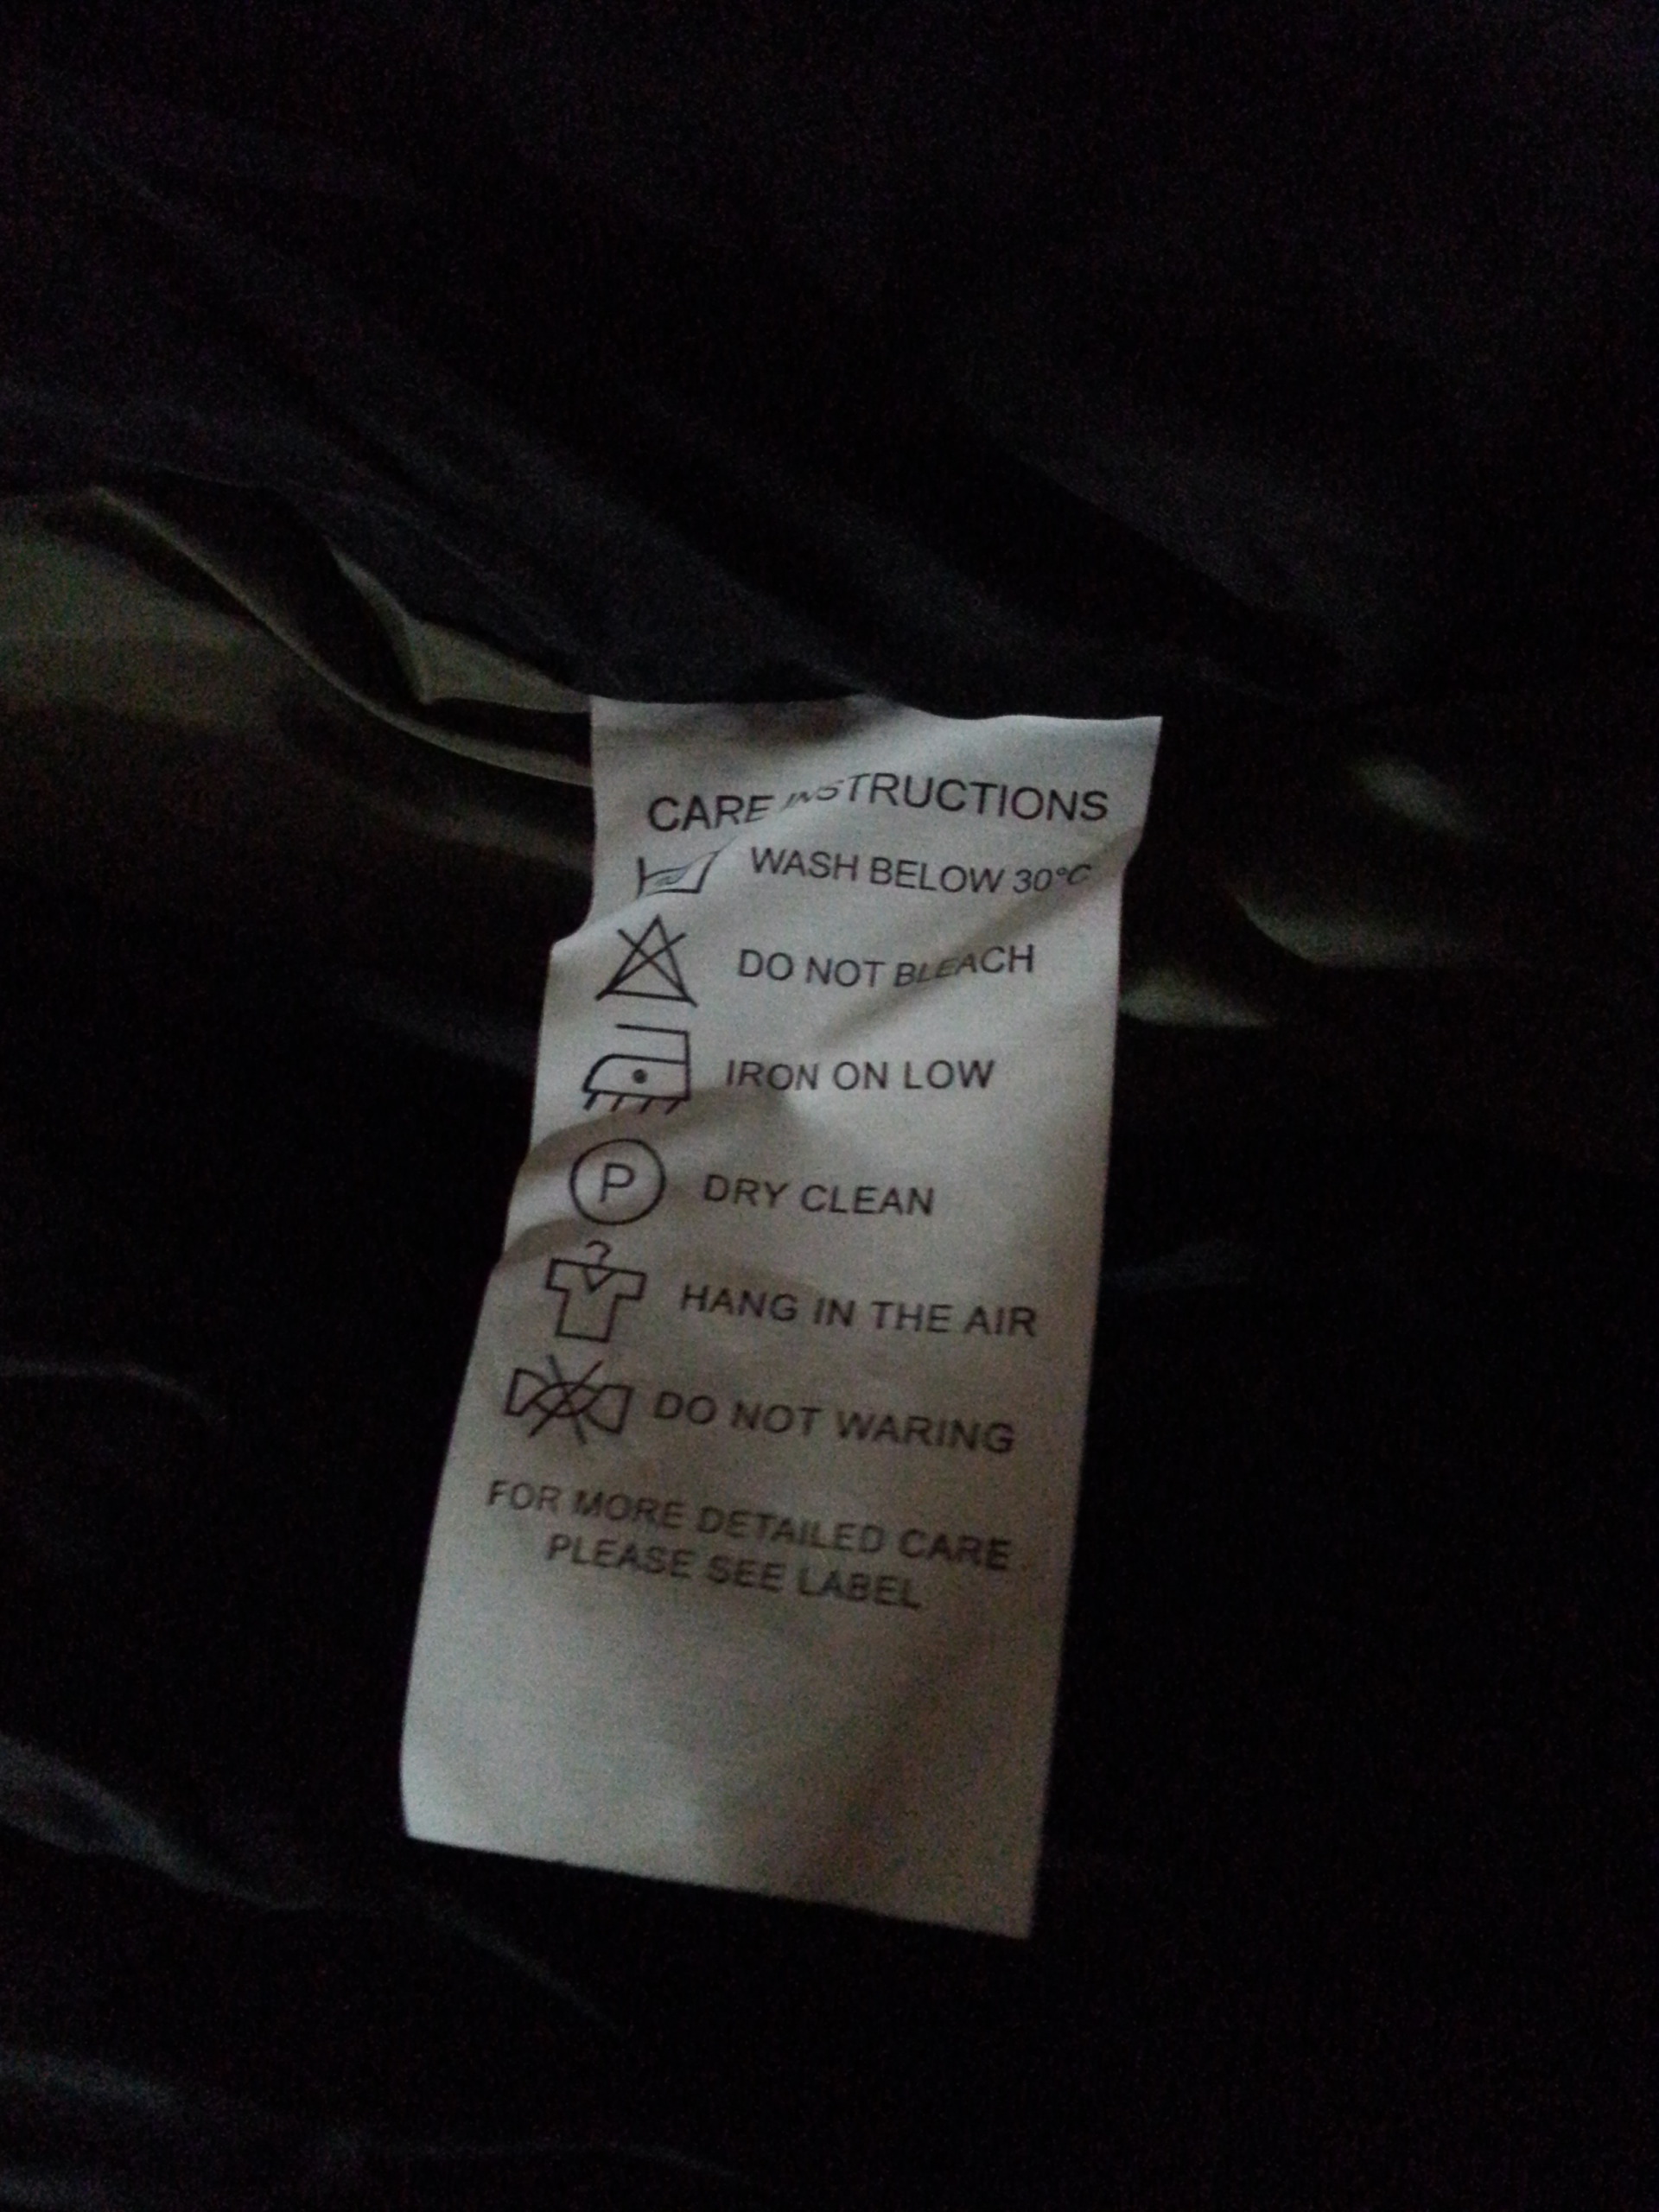 CARE INSTRUCTIONS
WASH BELOW 30°C
DO NOT BLEACH
IRON ON LOW
P DRY CLEAN
HANG IN THE AIR
DO NOT WARING
FOR MORE DETAILED CARE
PLEASE SEE LABEL